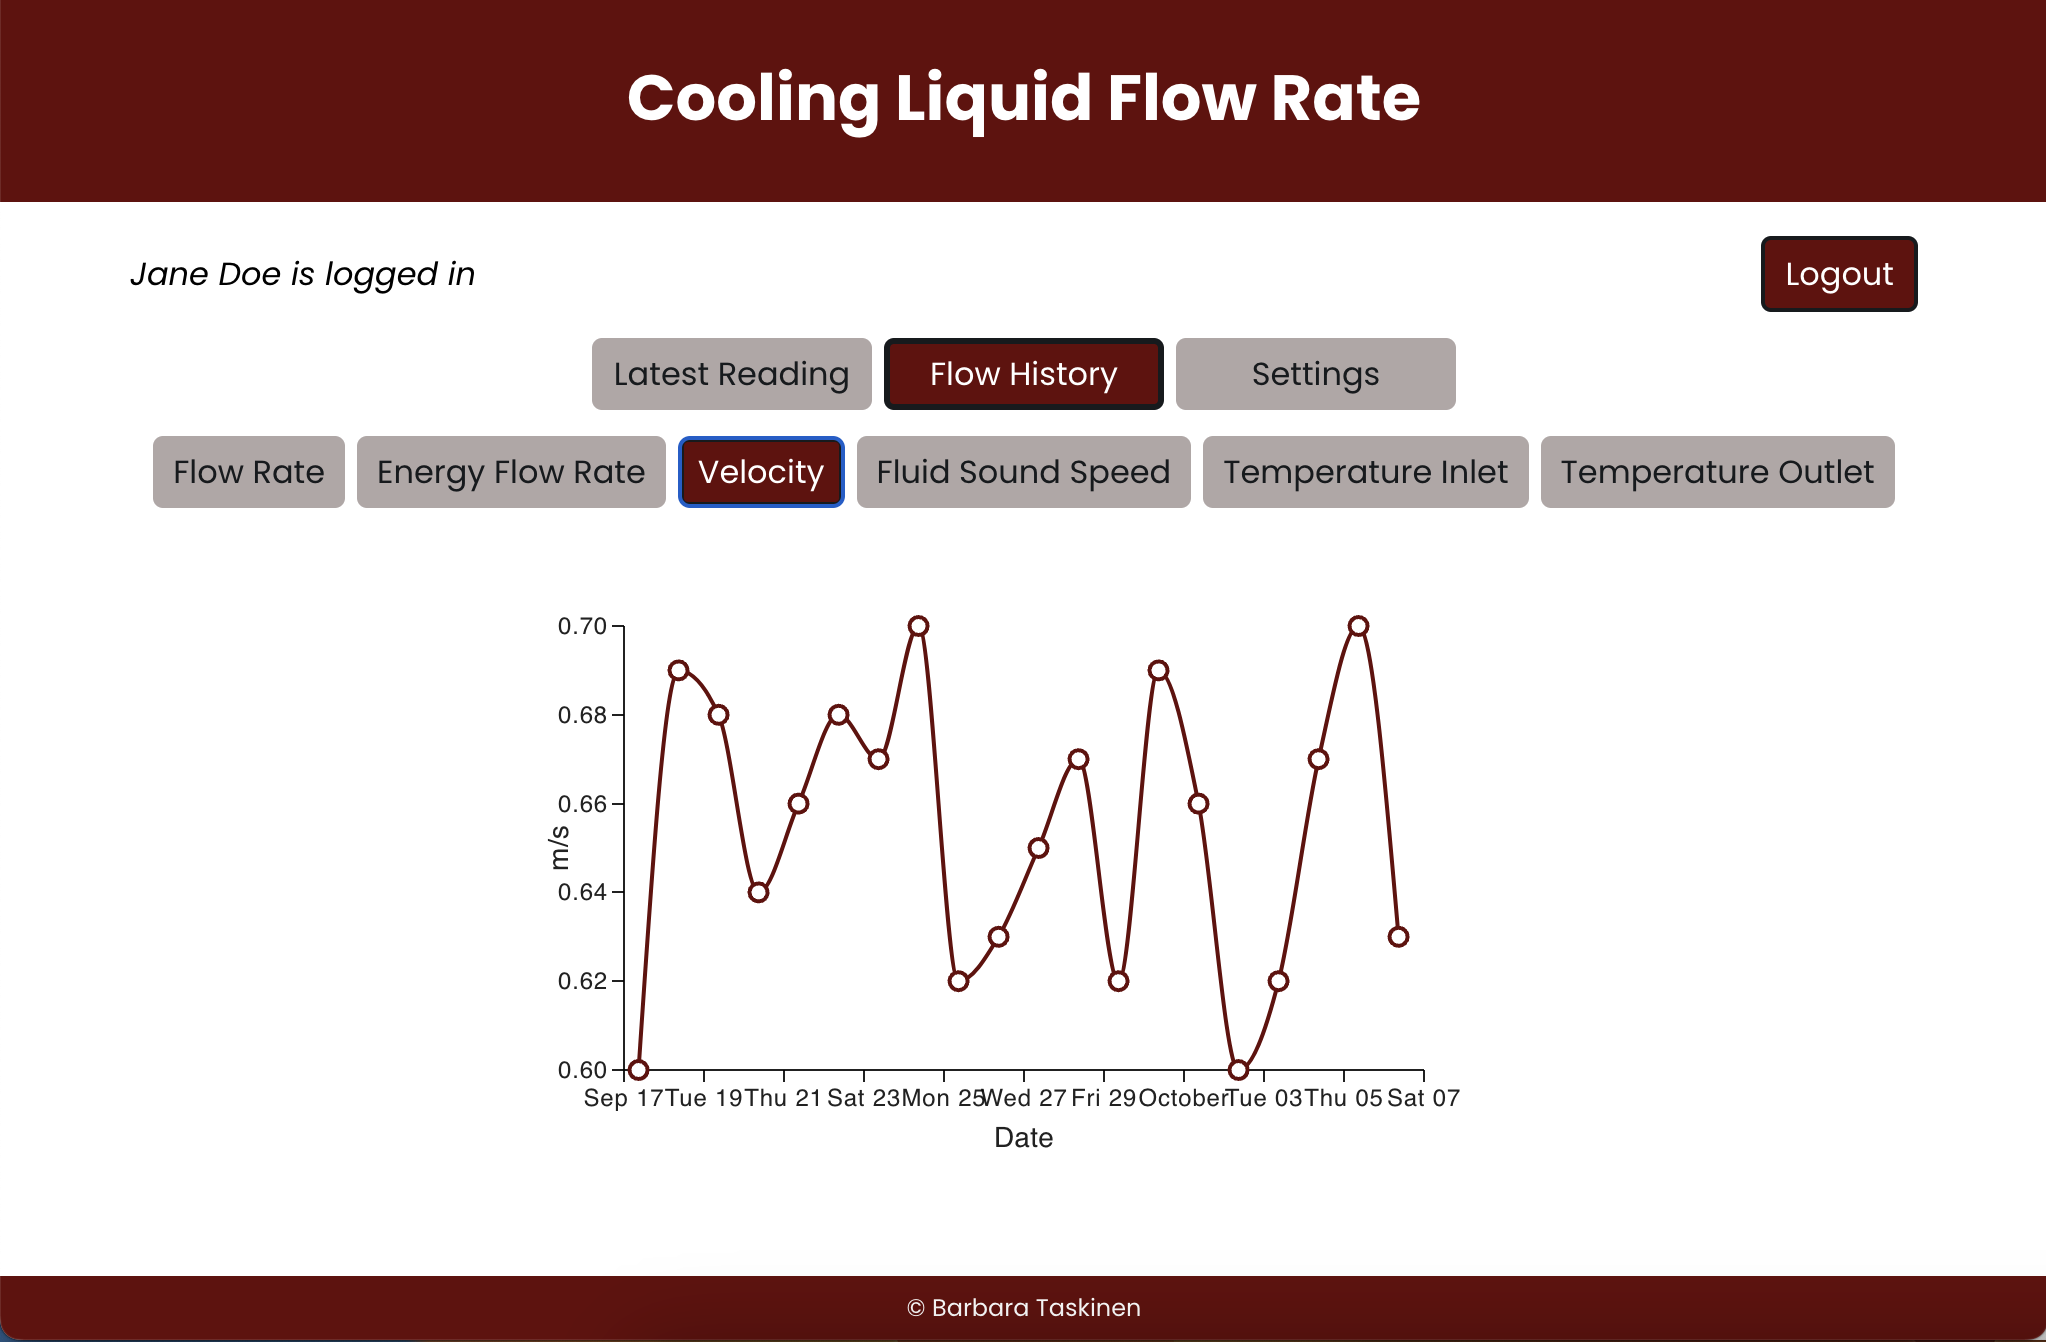 Cooling Liquid Flow Rate
Jane Doe is logged in
Logout
Latest Reading Flow History Settings
Flow Rate Energy Flow Rate Velocity Fluid Sound Speed Temperature Inlet Temperature Outlet
0.70
0.68
0.66
m/s
0.64
0.62
0.60
Sep 17 Tue 19 Thu 21 Sat 23 Mon 25 Wed 27 Fri 29 October Tue 03 Thu 05 Sat 07
Date
© Barbara Taskinen